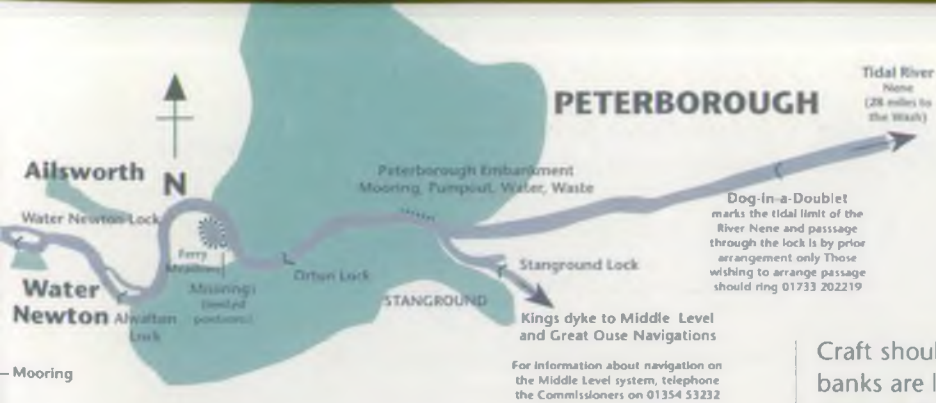 Tidal River
Nene
(28 miles to
the Wash)
PETERBOROUGH
Ailsworth
N
Peterborough Embankment
Mooring, Pumpout, Water, Waste
Water Newton Lock
Dog-in-a-Doublet
marks the tidal limit of the
River Nene and passsage
through the lock is by prior
arrangement only Those
wishing to arrange passage
should ring 01733 202219
Ferry
Meadows
Orton Lock
Stanground Lock
Water
Newton
Moorings
(limited
Alwalton
Lock
STANGROUND
Kings dyke to Middle Level
and Great Ouse Navigations
For information about navigation on
the Middle Level system, telephone
the Commissioners on 01354 53232
– Mooring
Craft shoul
banks are l